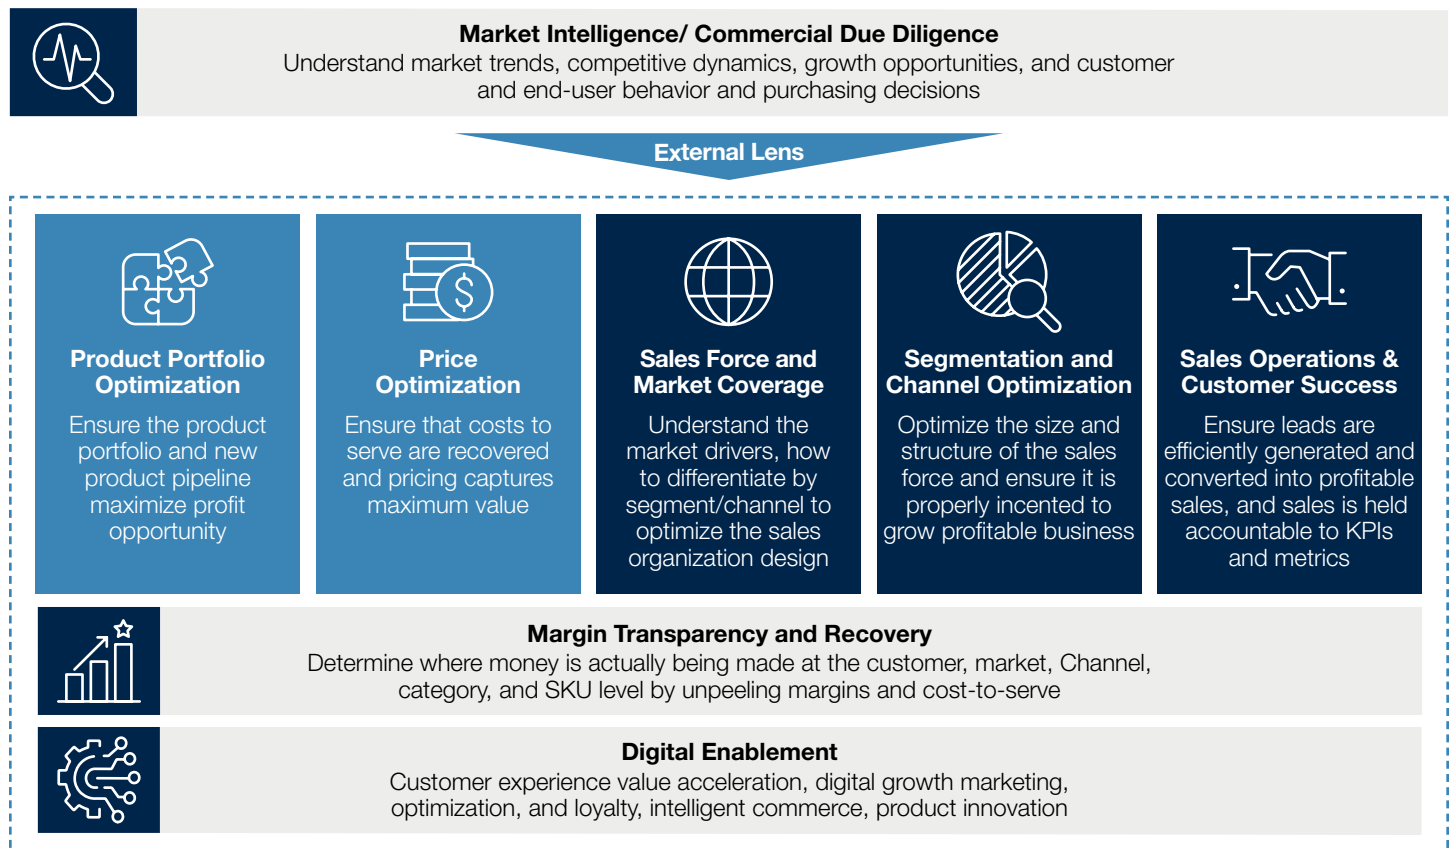 Market Intelligence/ Commercial Due Diligence
Understand market trends, competitive dynamics, growth opportunities, and customer
and end-user behavior and purchasing decisions
External Lens
Product Portfolio
Optimization
Ensure the product
portfolio and new
product pipeline
maximize profit
opportunity
$
Price
Optimization
Ensure that costs to
serve are recovered
and pricing captures
maximum value
Sales Force and
Market Coverage
Understand the
market drivers, how
to differentiate by
segment/channel to
optimize the sales
organization design
Segmentation and
Channel Optimization
Optimize the size and
structure of the sales
force and ensure it is
properly incented to
grow profitable business
Sales Operations &
Customer Success
Ensure leads are
efficiently generated and
converted into profitable
sales, and sales is held
accountable to KPIs
and metrics
Margin Transparency and Recovery
Determine where money is actually being made at the customer, market, Channel,
category, and SKU level by unpeeling margins and cost-to-serve
Digital Enablement
Customer experience value acceleration, digital growth marketing,
optimization, and loyalty, intelligent commerce, product innovation